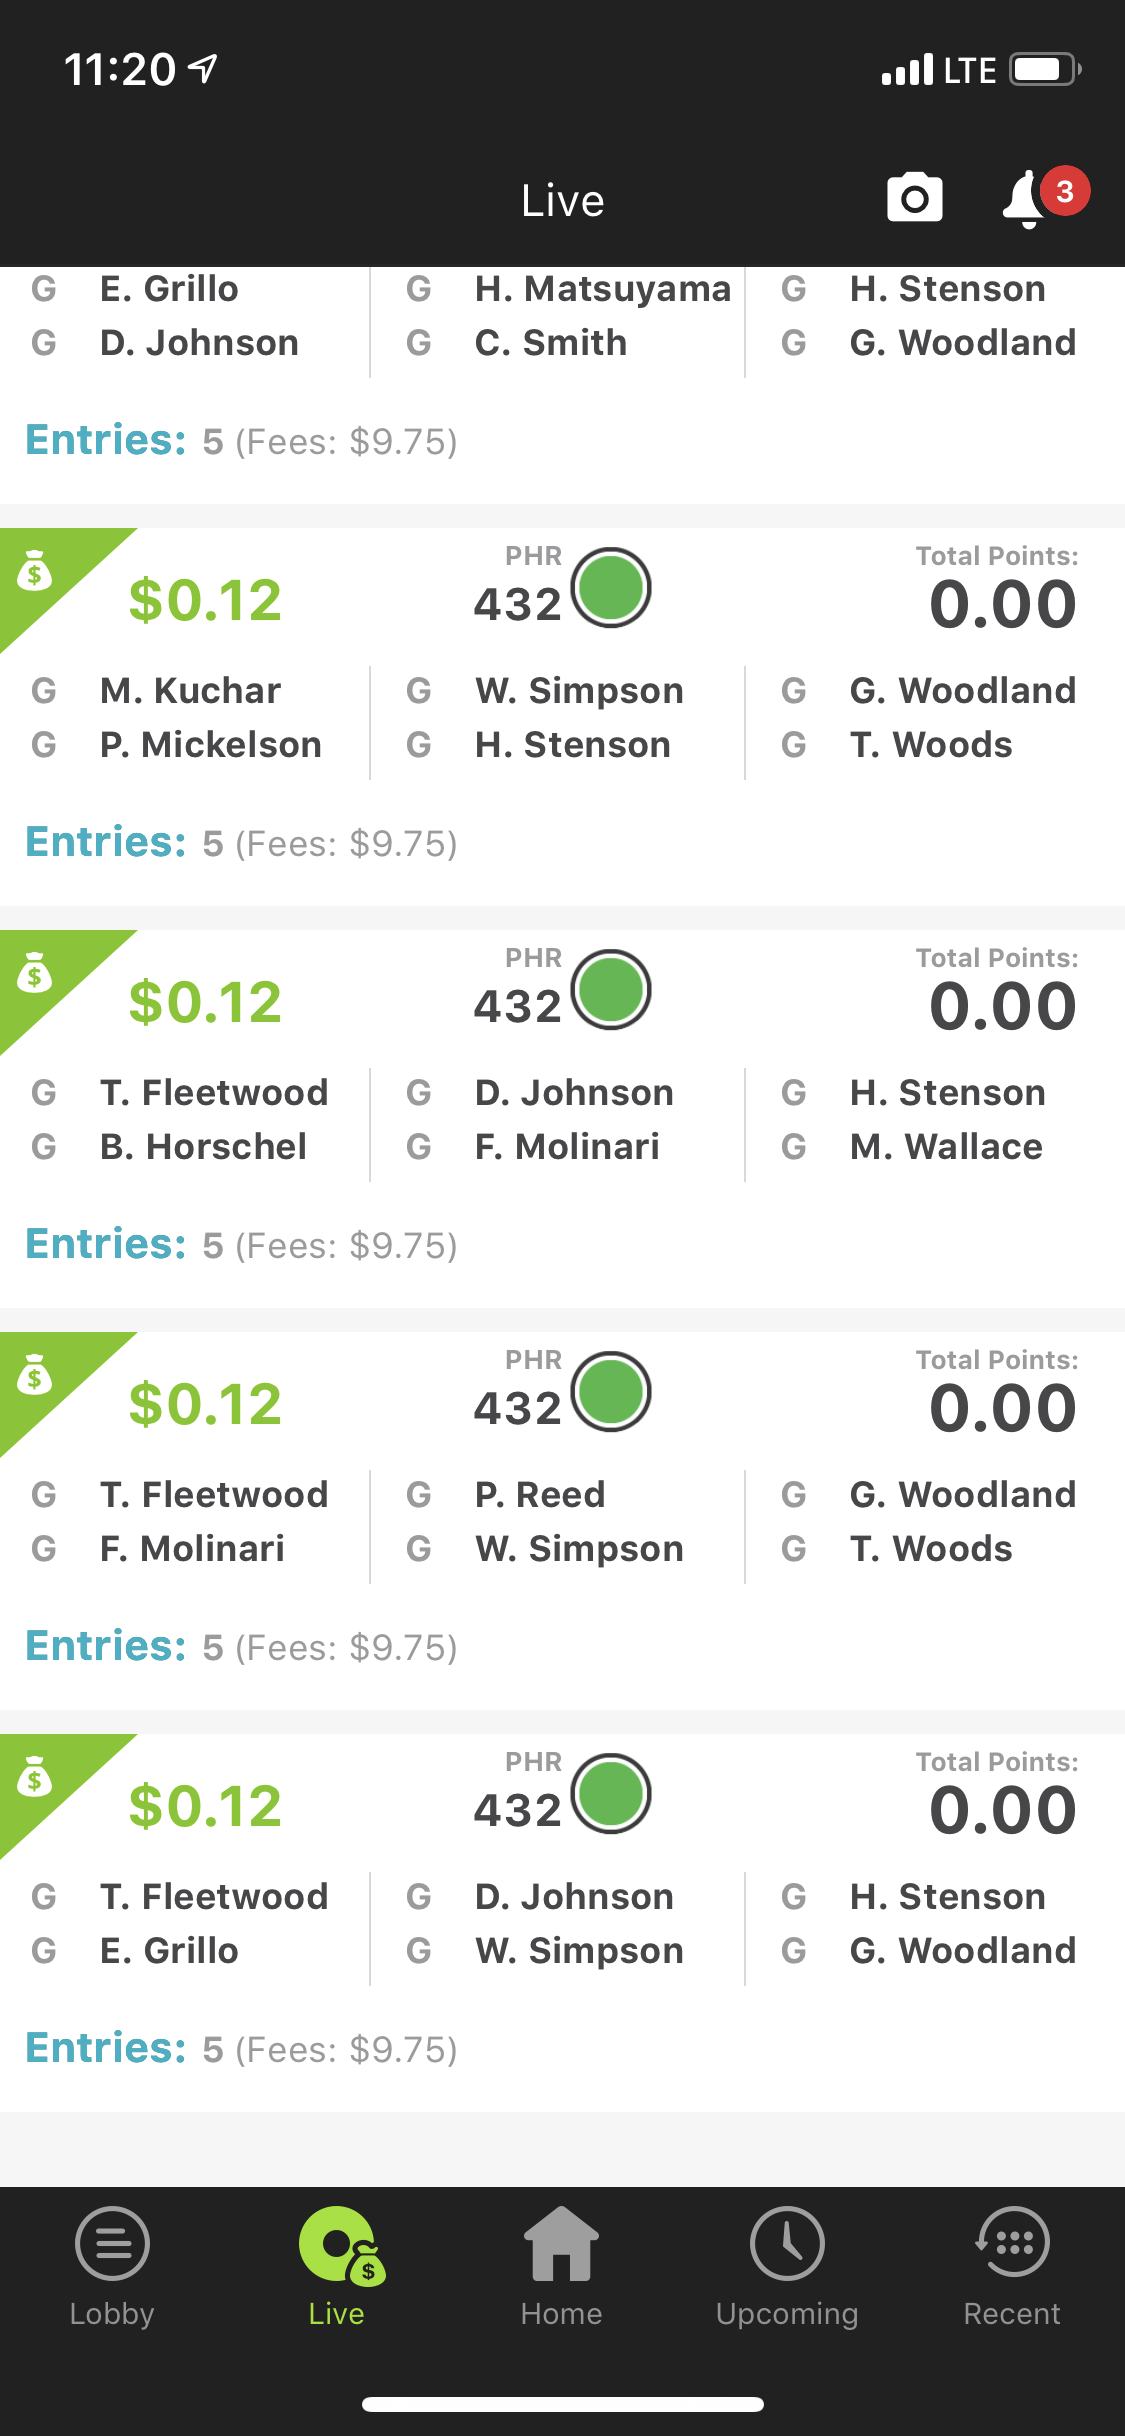 11:20 LTE
Live 3
G E. Grillo G H. Matsuyama G H. Stenson
G D. Johnson G C. Smith G G. Woodland
Entries: 5 (Fees: $9.75)
PHR Total Points:
$ $0.12 432 0.00
G M. Kuchar G W. Simpson G G. Woodland
G P. Mickelson G H. Stenson G T. Woods
Entries: 5 (Fees: $9.75)
PHR Total Points:
$ $0.12 432 0.00
G T. Fleetwood G D. Johnson G H. Stenson
G B. Horschel G F. Molinari G M. Wallace
Entries: 5 (Fees: $9.75)
PHR Total Points:
$ $0.12 432 0.00
G T. Fleetwood G P. Reed G G. Woodland
G F. Molinari G W. Simpson G T. Woods
Entries: 5 (Fees: $9.75)
PHR Total Points:
$ $0.12 432 0.00
G T. Fleetwood G D. Johnson G H. Stenson
G E. Grillo G W. Simpson G G. Woodland
Entries: 5 (Fees: $9.75)
$
Lobby Live Home Upcoming Recent